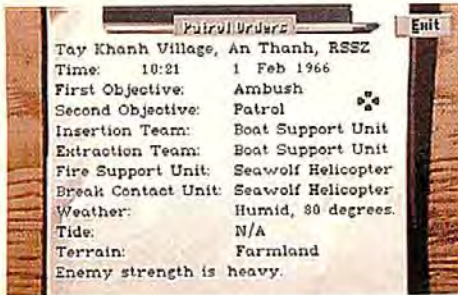 Patrol Orders
Exit
Tay Khanh Village, An Thanh, RSSZ
Time: 10:21 1 Feb 1966
First Objective: Ambush
Second Objective: Patrol
Insertion Team: Boat Support Unit
Extraction Team: Boat Support Unit
Fire Support Unit: Seawolf Helicopter
Break Contact Unit: Seawolf Helicopter
Weather: Humid, 80 degrees.
Tide: N/A
Terrain: Farmland
Enemy strength is heavy.